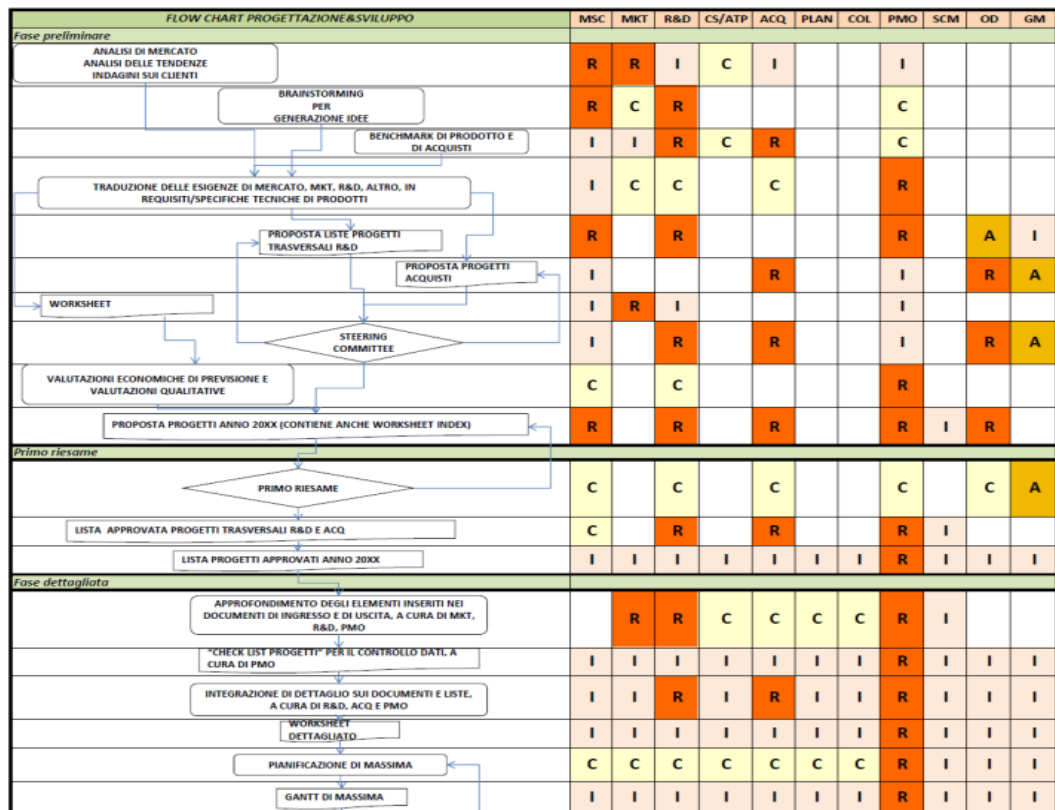 FLOW CHART PROGETTAZIONE&SVILUPPO MSC MKT R&D CS/ATP ACQ PLAN COL PMO SCM OD GM
Fase preliminare
ANALISI DI MERCATO
ANALISI DELLE TENDENZE
INDAGINI SUI CLIENTI
R R I C I I
BRAINSTORMING
PER
GENERAZIONE IDEE
R C R C
BENCHMARK DI PRODOTTO E
DI ACQUISTI
I I R C R C
TRADUZIONE DELLE ESIGENZE DI MERCATO, MKT, R&D, ALTRO, IN
REQUISITI/SPECIFICHE TECNICHE DI PRODOTTI
I C C C R
PROPOSTA LISTE PROGETTI
TRASVERSALI R&D
R R R A I
PROPOSTA PROGETTI
ACQUISTI
I R I R A
WORKSHEET
I R I I
STEERING
COMMITTEE
I R R I R A
VALUTAZIONI ECONOMICHE DI PREVISIONE E
VALUTAZIONI QUALITATIVE
C C R
PROPOSTA PROGETTI ANNO 20XX (CONTIENE ANCHE WORKSHEET INDEX)
R R R R I R
Primo riesame
PRIMO RIESAME
C C C C C A
LISTA APPROVATA PROGETTI TRASVERSALI R&D E ACQ
C R R R I
LISTA PROGETTI APPROVATI ANNO 20XX
I I I I I I I R I I I
Fase dettagliata
APPROFONDIMENTO DEGLI ELEMENTI INSERITI NEI
DOCUMENTI DI INGRESSO E DI USCITA, A CURA DI MKT,
R&D, PMO
R R C C C C R I
"CHECK LIST PROGETTI" PER IL CONTROLLO DATI, A
CURA DI PMO
I I I I I I I R I I I
INTEGRAZIONE DI DETTAGLIO SUI DOCUMENTI E LISTE,
A CURA DI R&D, ACQ E PMO
I I R I R I I R I I I
WORKSHEET
DETTAGLIATO
I I I I I I I R I I I
PIANIFICAZIONE DI MASSIMA
C C C C C C C R I I I
GANTT DI MASSIMA
I I I I I I I R I I I